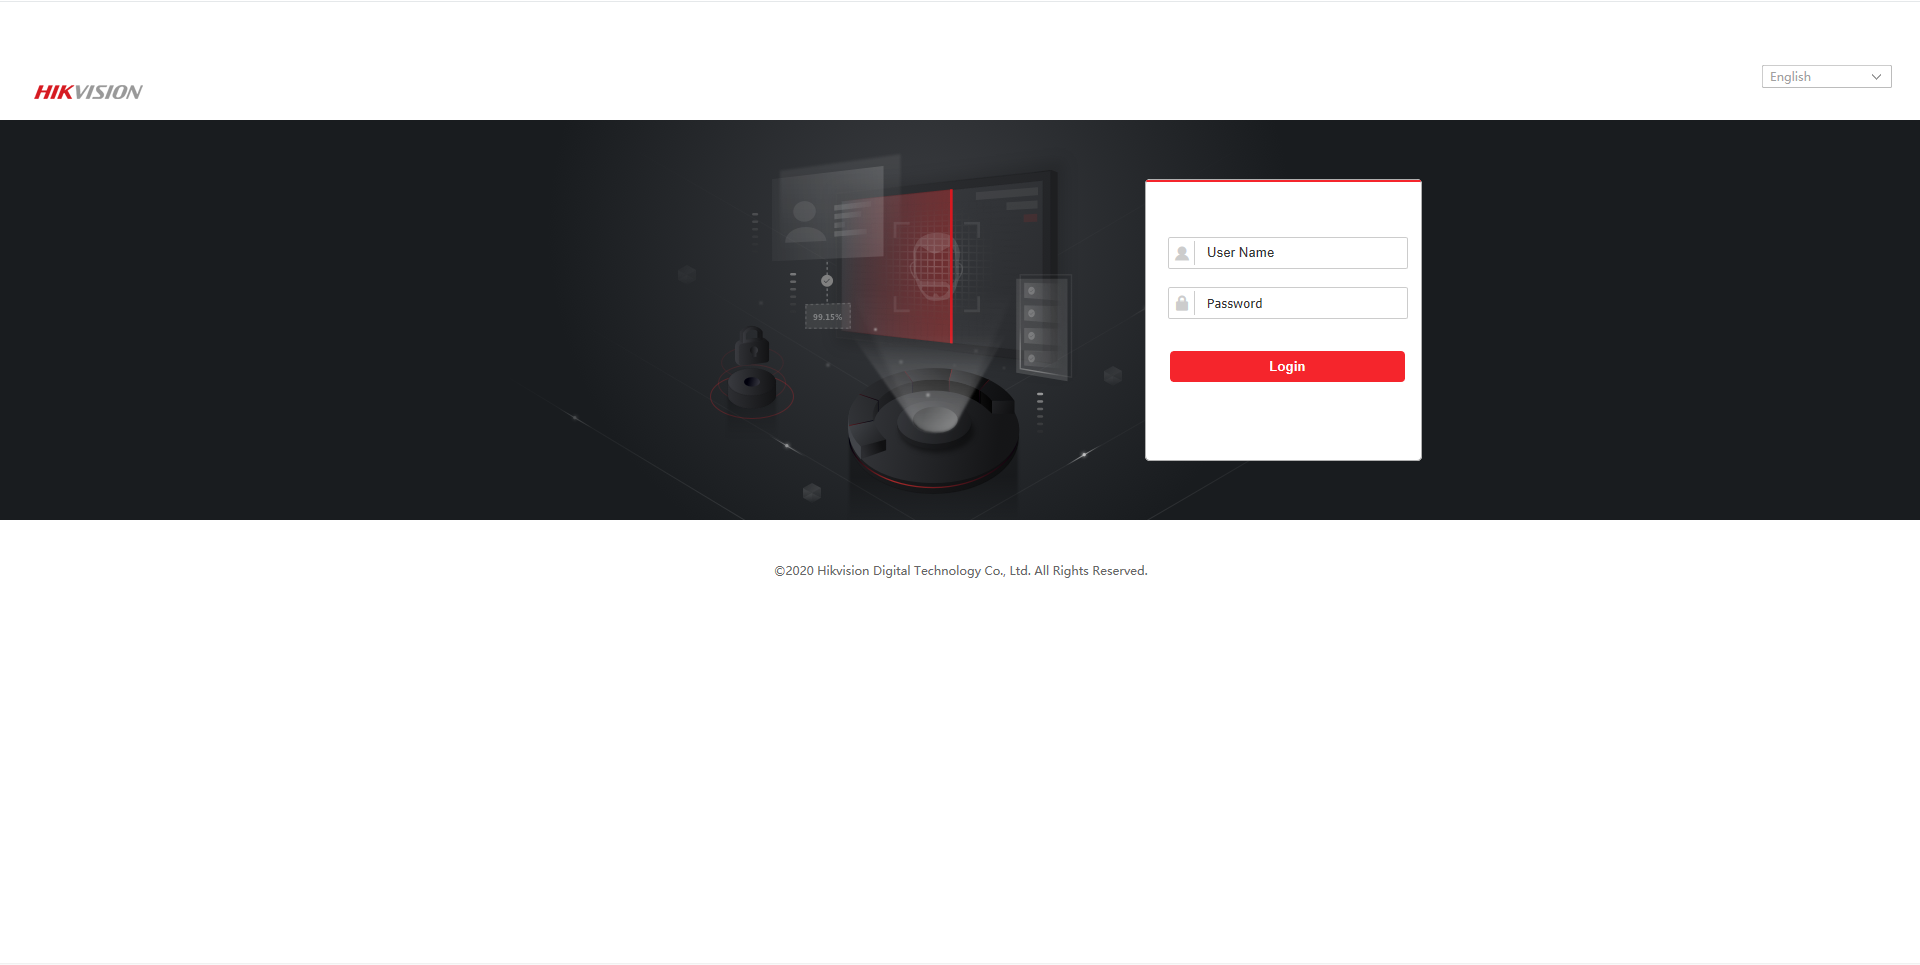 HIKVISION
English
99.15%
User Name
Password
Login
©2020 Hikvision Digital Technology Co., Ltd. All Rights Reserved.